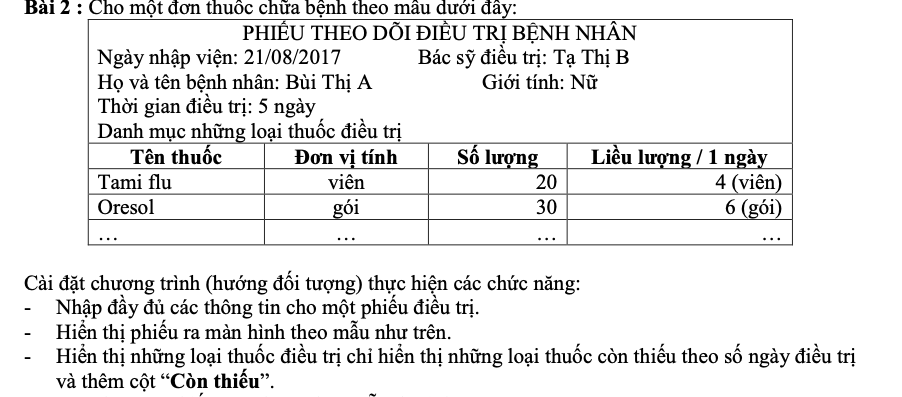 Bài 2 : Cho một đơn thuốc chữa bệnh theo mẫu dưới đây:
PHIẾU THEO DÕI ĐIỀU TRỊ BỆNH NHÂN
Ngày nhập viện: 21/08/2017 Bác sỹ điều trị: Tạ Thị B
Họ và tên bệnh nhân: Bùi Thị A Giới tính: Nữ
Thời gian điều trị: 5 ngày
Danh mục những loại thuốc điều trị
Tên thuốc Đơn vị tính Số lượng Liều lượng / 1 ngày
Tami flu viên 20 4 (viên)
Oresol gói 30 6 (gói)
… … … …
Cài đặt chương trình (hướng đối tượng) thực hiện các chức năng:
- Nhập đầy đủ các thông tin cho một phiếu điều trị.
- Hiển thị phiếu ra màn hình theo mẫu như trên.
- Hiển thị những loại thuốc điều trị chỉ hiển thị những loại thuốc còn thiếu theo số ngày điều trị
và thêm cột “Còn thiếu”.